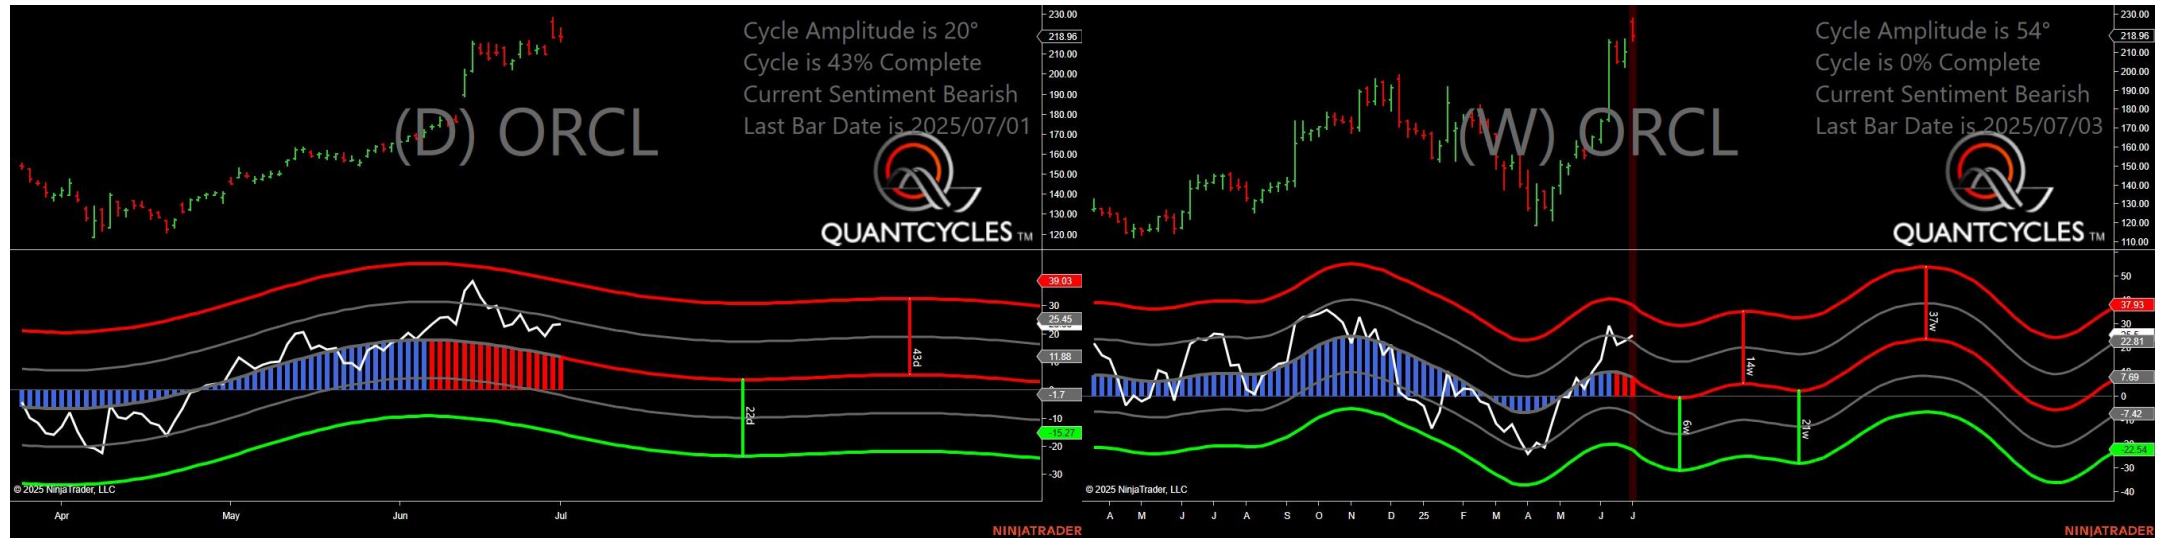 Cycle Amplitude is 20°
Cycle is 43% Complete
Current Sentiment Bearish
Last Bar Date is 2025/07/01
(D) ORCL
QUANTCYCLES TM
230.00
218.96
210.00
200.00
190.00
180.00
170.00
160.00
150.00
140.00
130.00
120.00
39.03
30
25.45
20
11.88
0
-1.7
-10
-15.27
-20
-30
43d
22d
© 2025 NinjaTrader, LLC
Apr
May
Jun
Jul
NINJATRADER
Cycle Amplitude is 54°
Cycle is 0% Complete
Current Sentiment Bearish
Last Bar Date is 2025/07/03
(W) ORCL
QUANTCYCLES TM
230.00
218.96
210.00
200.00
190.00
180.00
170.00
160.00
150.00
140.00
130.00
120.00
110.00
50
37.93
30
22.81
7.69
0
-7.42
-22.54
-30
-40
6w
14w
21w
37w
© 2025 NinjaTrader, LLC
A M J J A S O N D 25 F M A M J J
NINJATRADER